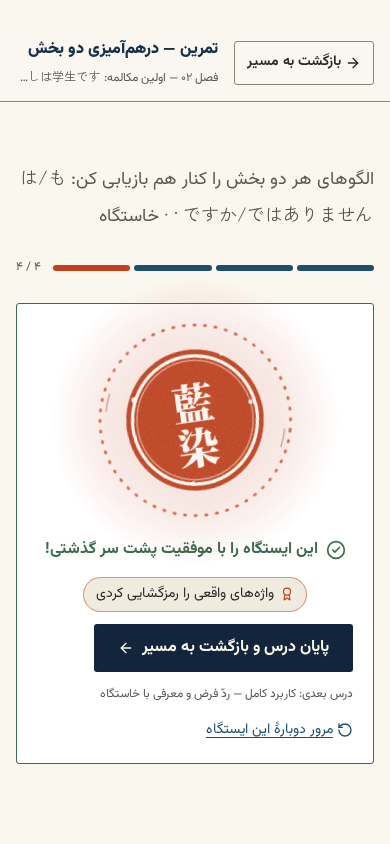 بازگشت به مسیر
تمرین — درهم‌آمیزی دو بخش
فصل ۰۲ — اولین مکالمه: しは学生です...
الگوهای هر دو بخش را کنار هم بازیابی کن: は/も
ですか/ではありません · · خاستگاه
۴ / ۴
藍染
این ایستگاه را با موفقیت پشت سر گذشتی!
واژه‌های واقعی را رمزگشایی کردی
پایان درس و بازگشت به مسیر
درس بعدی: کاربرد کامل — ردّ فرض و معرفی با خاستگاه
مرور دوبارهٔ این ایستگاه